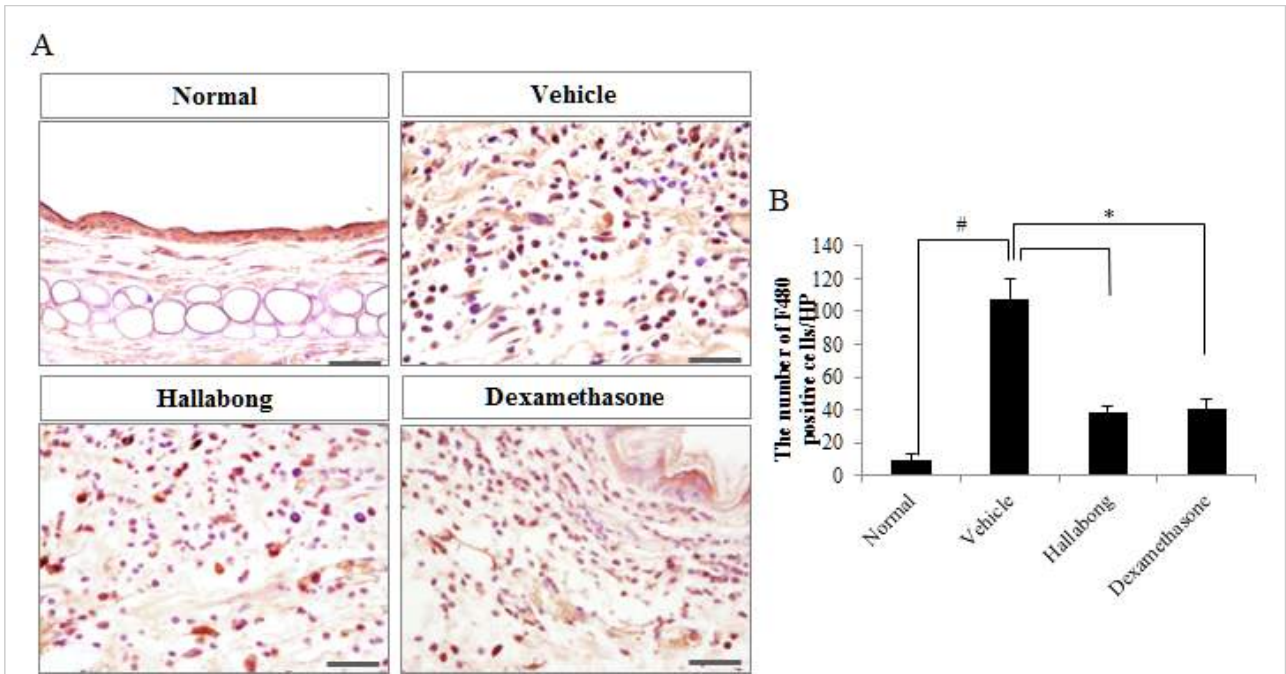 A
Normal
Vehicle
Hallabong
Dexamethasone
B
#
*
The number of F480
positive cells/HP
140
120
100
80
60
40
20
0
Normal
Vehicle
Hallabong
Dexamethasone